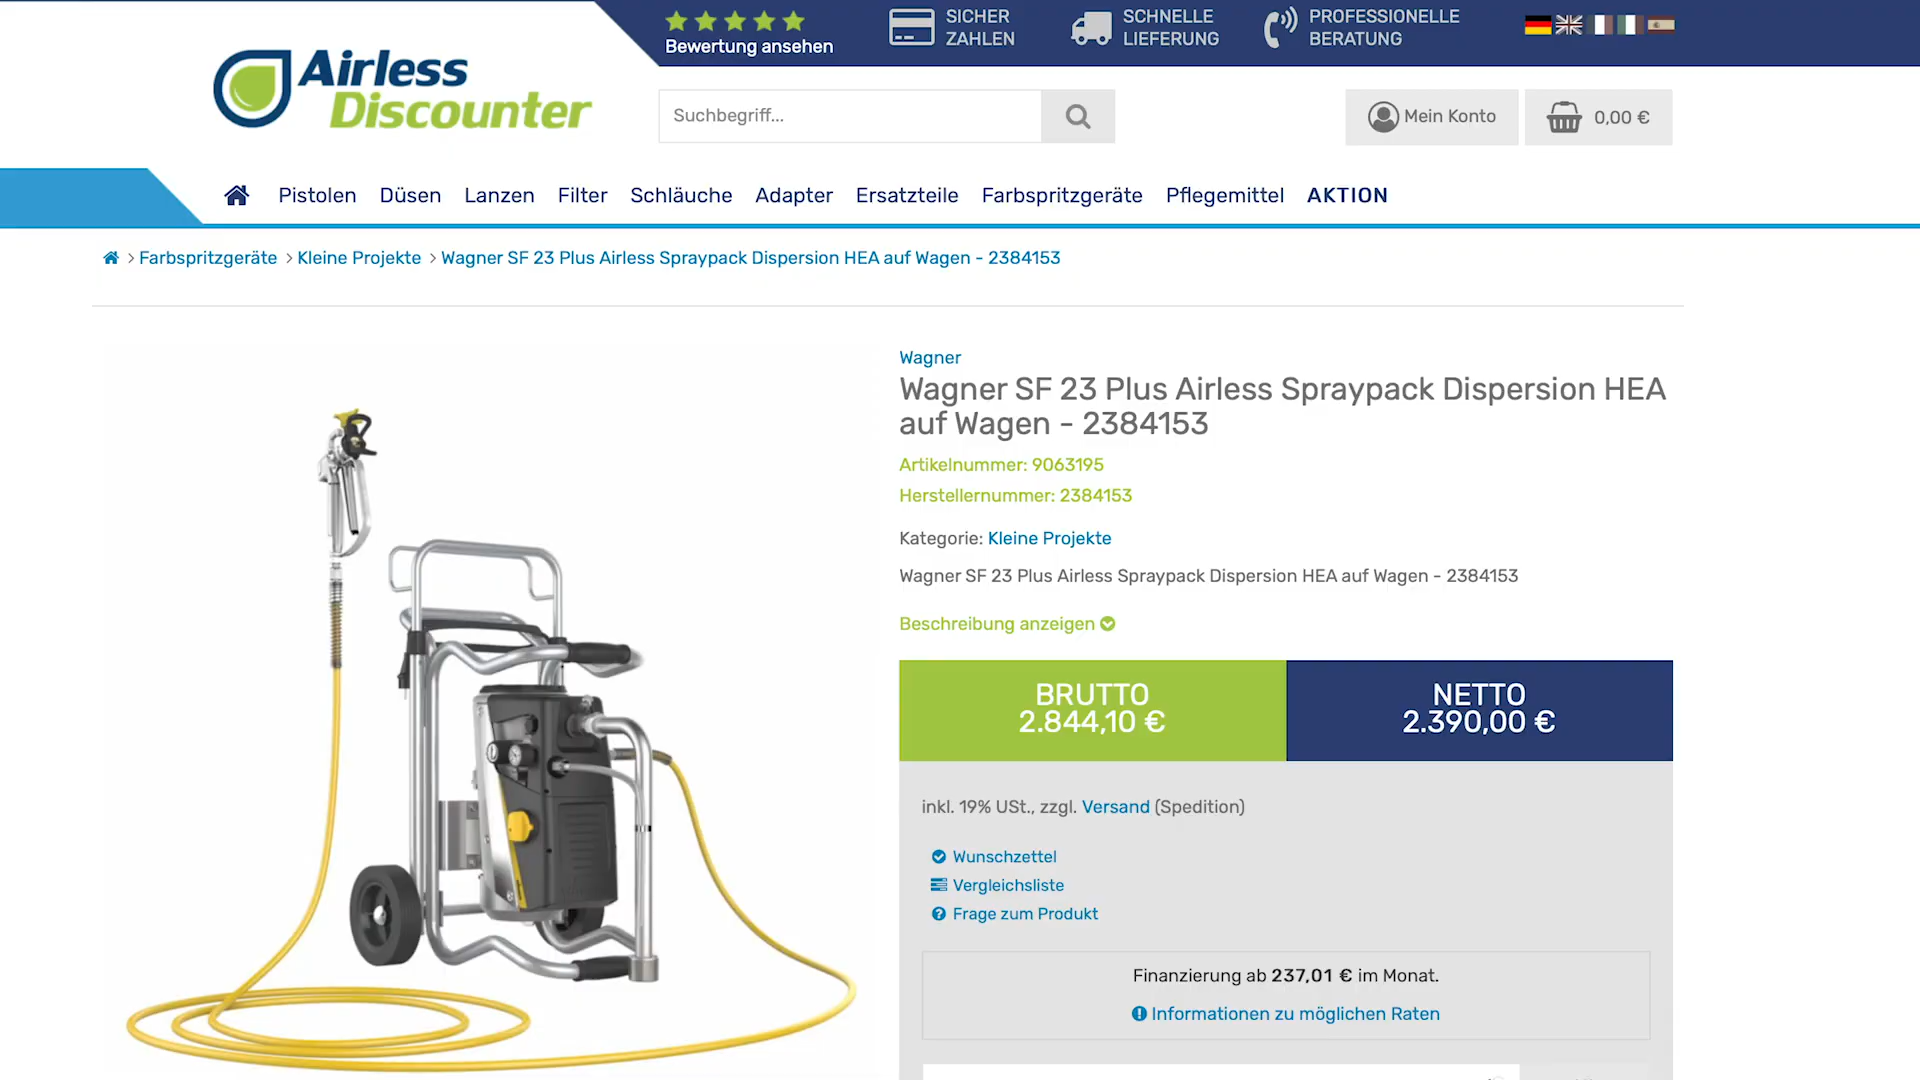 Bewertung ansehen
SICHER
ZAHLEN
SCHNELLE
LIEFERUNG
PROFESSIONELLE
BERATUNG
Airless
Discounter
Suchbegriff...
Mein Konto
0,00 €
Pistolen Düsen Lanzen Filter Schläuche Adapter Ersatzteile Farbspritzgeräte Pflegemittel AKTION
Farbspritzgeräte > Kleine Projekte > Wagner SF 23 Plus Airless Spraypack Dispersion HEA auf Wagen - 2384153
Wagner
Wagner SF 23 Plus Airless Spraypack Dispersion HEA
auf Wagen - 2384153
Artikelnummer: 9063195
Herstellernummer: 2384153
Kategorie: Kleine Projekte
Wagner SF 23 Plus Airless Spraypack Dispersion HEA auf Wagen - 2384153
Beschreibung anzeigen
BRUTTO
2.844,10 €
NETTO
2.390,00 €
inkl. 19% USt., zzgl. Versand (Spedition)
Wunschzettel
Vergleichsliste
Frage zum Produkt
Finanzierung ab 237,01 € im Monat.
Informationen zu möglichen Raten